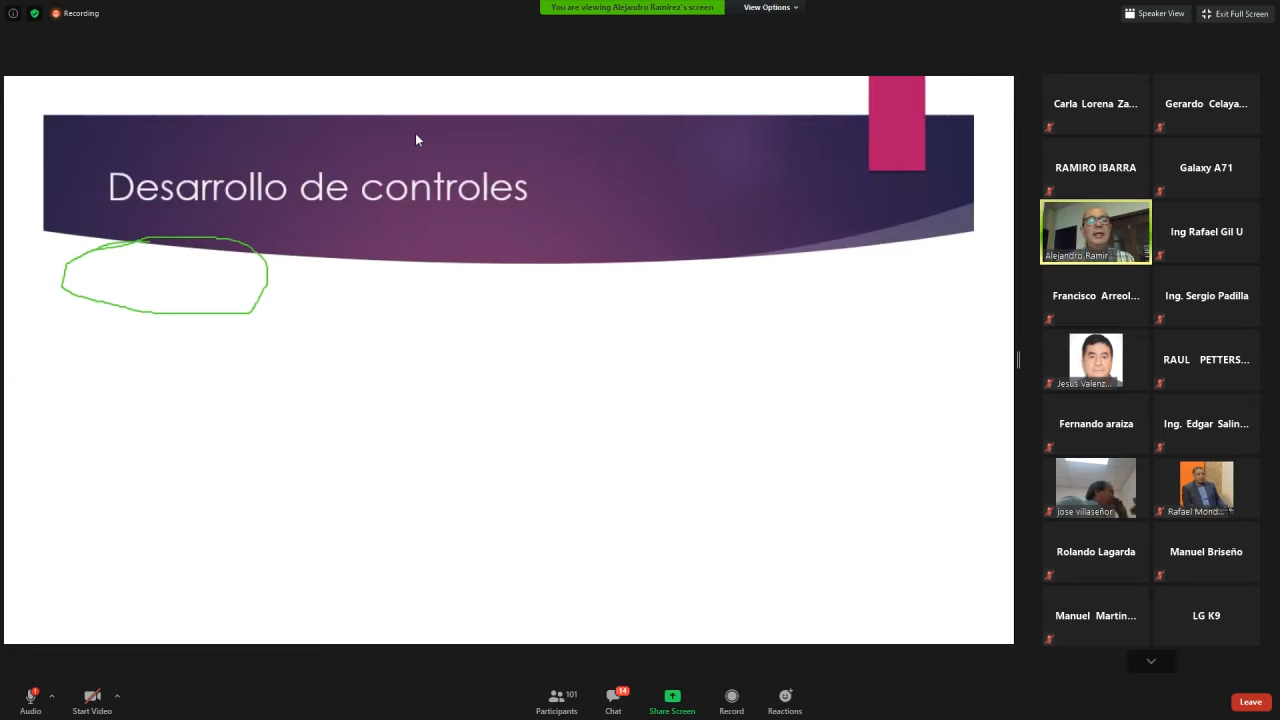 Recording
You are viewing Alejandro Ramírez's screen
View Options
Speaker View
Exit Full Screen
Desarrollo de controles
Carla Lorena Za...
Gerardo Celaya...
RAMIRO IBARRA
Galaxy A71
Alejandro Ramír...
Ing Rafael Gil U
Francisco Arreol...
Ing. Sergio Padilla
Jesus Valenz...
RAUL PETTERS...
Fernando araiza
Ing. Edgar Salin...
jose villaseñor
Rafael Mond...
Rolando Lagarda
Manuel Briseño
Manuel Martin...
LG K9
Audio
Start Video
101
Participants
14
Chat
Share Screen
Record
Reactions
Leave